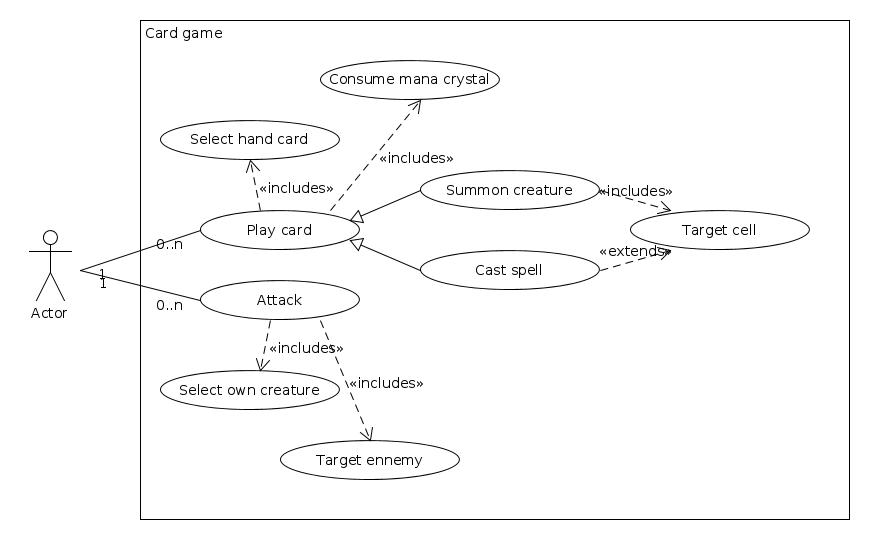 Card game
Consume mana crystal
Select hand card
«includes»
«includes»
Summon creature
«includes»
Play card
Target cell
0..n
«extends»
Cast spell
1
1
Attack
0..n
Actor
«includes»
«includes»
Select own creature
Target ennemy